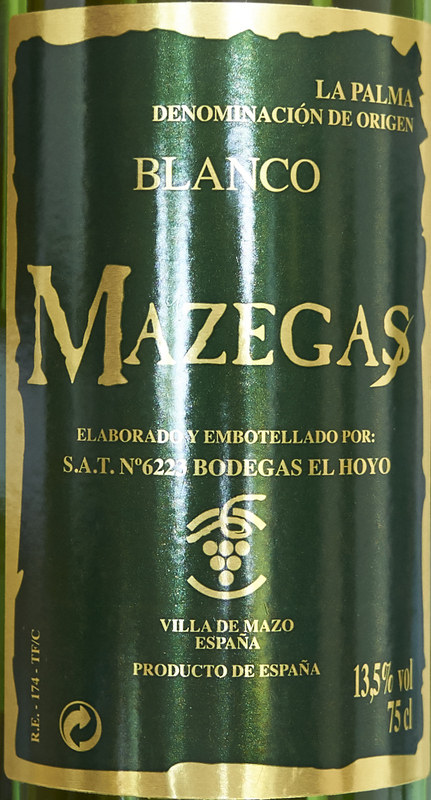 LA PALMA
DENOMINACIÓN DE ORIGEN
BLANCO
MAZEGAS
ELABORADO Y EMBOTELLADO POR:
S.A.T. Nº6223 BODEGAS EL HOYO
VILLA DE MAZO
ESPAÑA
PRODUCTO DE ESPAÑA
13,5% vol
75 cl
R.E. - 174 - TF/C